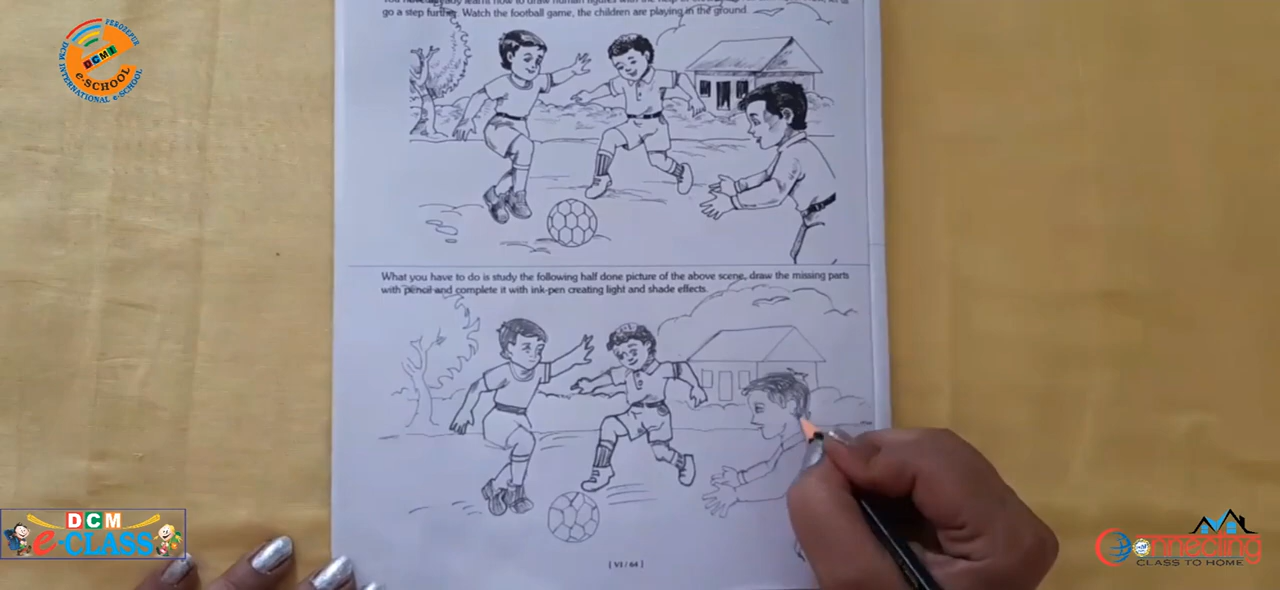 go a step further. Watch the football game, the children are playing in the ground.
What you have to do is study the following half done picture of the above scene, draw the missing parts
with pencil and complete it with ink-pen creating light and shade effects.
[ VI / 64 ]
FEROZEPUR
DCM INTERNATIONAL e-SCHOOL
DCM
e-SCHOOL
DCM
e-CLASS
Connecting
CLASS TO HOME